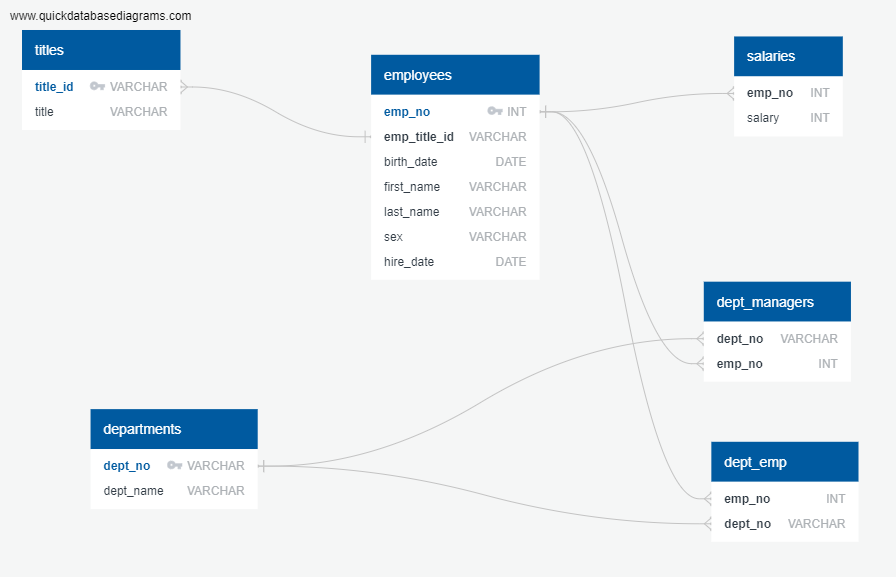 www.quickdatabasediagrams.com
titles
title_id VARCHAR
title VARCHAR
employees
emp_no INT
emp_title_id VARCHAR
birth_date DATE
first_name VARCHAR
last_name VARCHAR
sex VARCHAR
hire_date DATE
salaries
emp_no INT
salary INT
dept_managers
dept_no VARCHAR
emp_no INT
departments
dept_no VARCHAR
dept_name VARCHAR
dept_emp
emp_no INT
dept_no VARCHAR